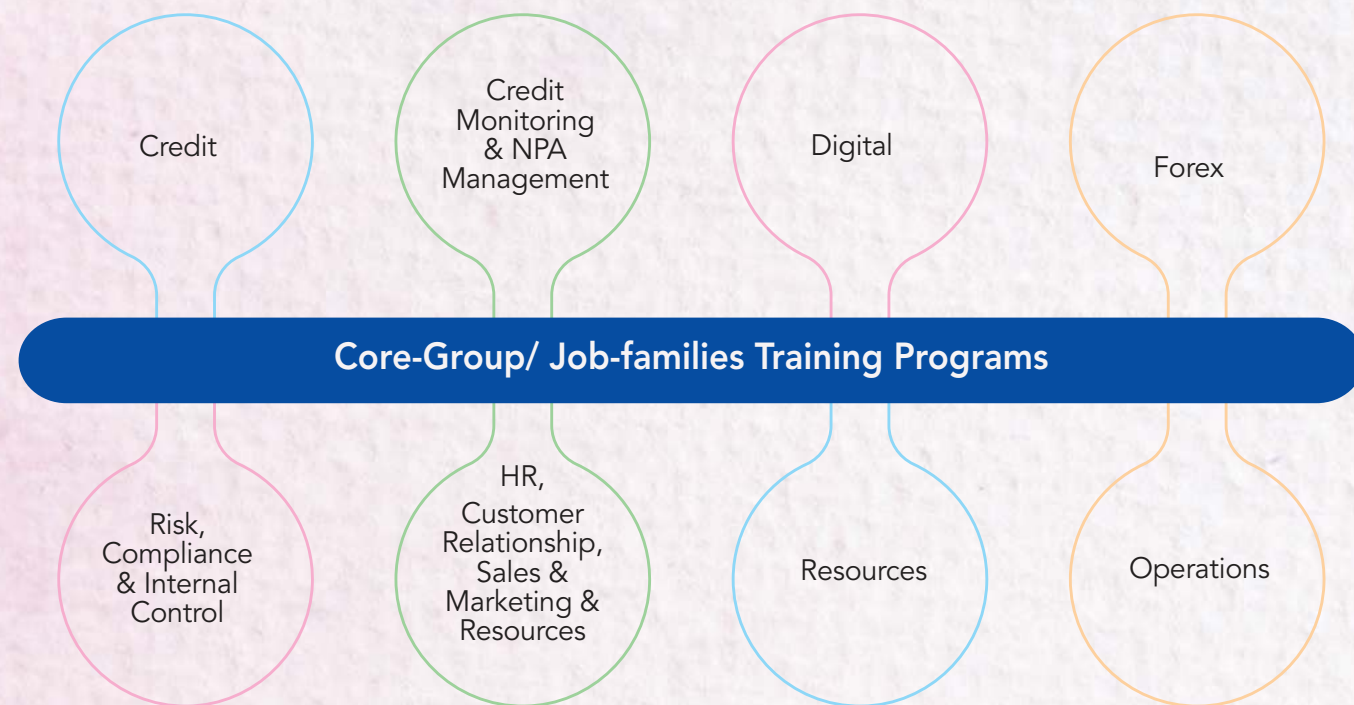 Credit
Credit
Monitoring
& NPA
Management
Digital
Forex
Core-Group/ Job-families Training Programs
Risk,
Compliance
& Internal
Control
HR,
Customer
Relationship,
Sales &
Marketing &
Resources
Resources
Operations